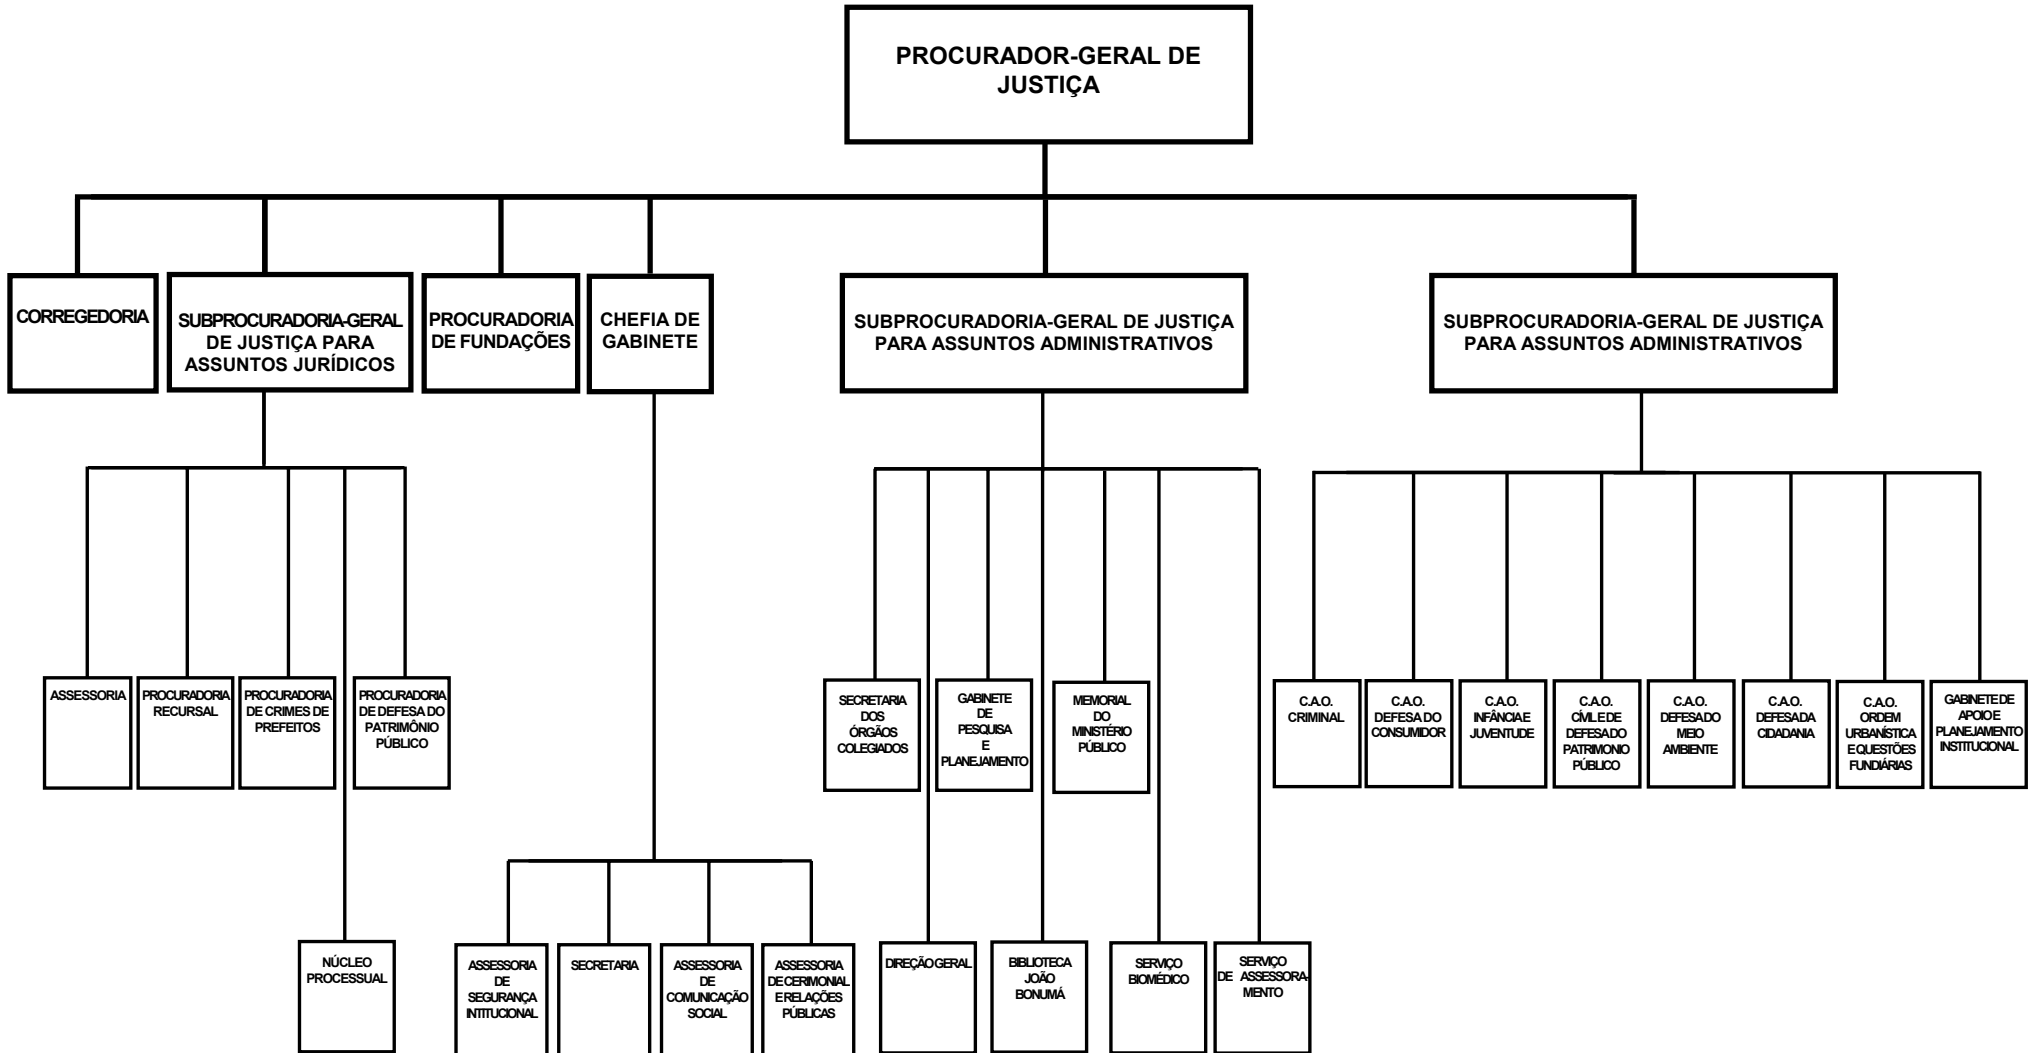 PROCURADOR-GERAL DE
JUSTIÇA
CORREGEDORIA
SUBPROCURADORIA-GERAL
DE JUSTIÇA PARA
ASSUNTOS JURÍDICOS
PROCURADORIA
DE FUNDAÇÕES
CHEFIA DE
GABINETE
SUBPROCURADORIA-GERAL DE JUSTIÇA
PARA ASSUNTOS ADMINISTRATIVOS
SUBPROCURADORIA-GERAL DE JUSTIÇA
PARA ASSUNTOS ADMINISTRATIVOS
ASSESSORIA
PROCURADORIA
RECURSAL
PROCURADORIA
DE CRIMES DE
PREFEITOS
PROCURADORIA
DE DEFESA DO
PATRIMÔNIO
PÚBLICO
SECRETARIA
DOS
ÓRGÃOS
COLEGIADOS
GABINETE
DE
PESQUISA
E
PLANEJAMENTO
MEMORIAL
DO
MINISTÉRIO
PÚBLICO
C.A.O.
CRIMINAL
C.A.O.
DEFESA DO
CONSUMIDOR
C.A.O.
INFÂNCIA E
JUVENTUDE
C.A.O.
CÍVIL E DE
DEFESA DO
PATRIMONIO
PÚBLICO
C.A.O.
DEFESA DO
MEIO
AMBIENTE
C.A.O.
DEFESA DA
CIDADANIA
C.A.O.
ORDEM
URBANÍSTICA
E QUESTÕES
FUNDIÁRIAS
GABINETE DE
APOIO E
PLANEJAMENTO
INSTITUCIONAL
NÚCLEO
PROCESSUAL
ASSESSORIA
DE
SEGURANÇA
INTITUCIONAL
SECRETARIA
ASSESSORIA
DE
COMUNICAÇÃO
SOCIAL
ASSESSORIA
DE CERIMONIAL
E RELAÇÕES
PÚBLICAS
DIREÇÃO GERAL
BIBLIOTECA
JOÃO
BONUMÁ
SERVIÇO
BIOMÉDICO
SERVIÇO
DE ASSESSORA-
MENTO